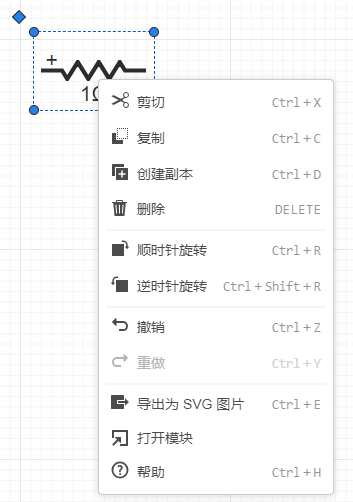 +
1Ω
剪切 Ctrl+X
复制 Ctrl+C
创建副本 Ctrl+D
删除 DELETE
顺时针旋转 Ctrl+R
逆时针旋转 Ctrl+Shift+R
撤销 Ctrl+Z
重做 Ctrl+Y
导出为 SVG 图片 Ctrl+E
打开模块
帮助 Ctrl+H